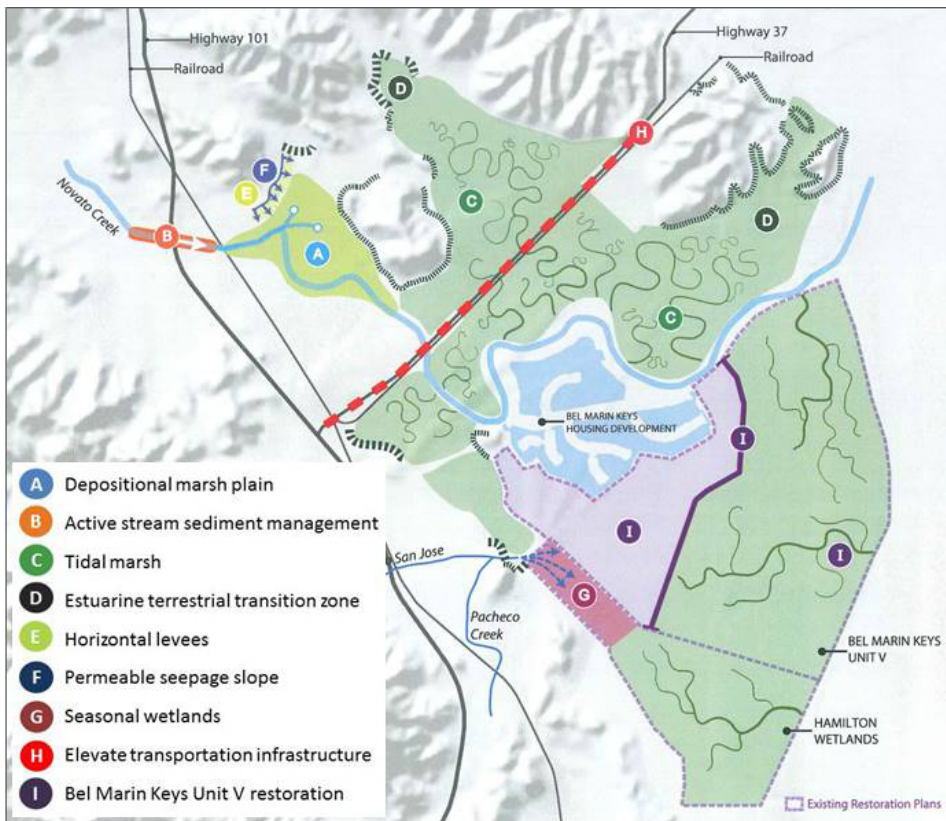 Highway 101
Railroad
Highway 37
Railroad
D
H
F
E
C
Novato Creek
B
A
D
C
BEL MARIN KEYS
HOUSING DEVELOPMENT
I
I
I
San Jose
G
Pacheco
Creek
BEL MARIN KEYS
UNIT V
HAMILTON
WETLANDS
A Depositional marsh plain
B Active stream sediment management
C Tidal marsh
D Estuarine terrestrial transition zone
E Horizontal levees
F Permeable seepage slope
G Seasonal wetlands
H Elevate transportation infrastructure
I Bel Marin Keys Unit V restoration
Existing Restoration Plans